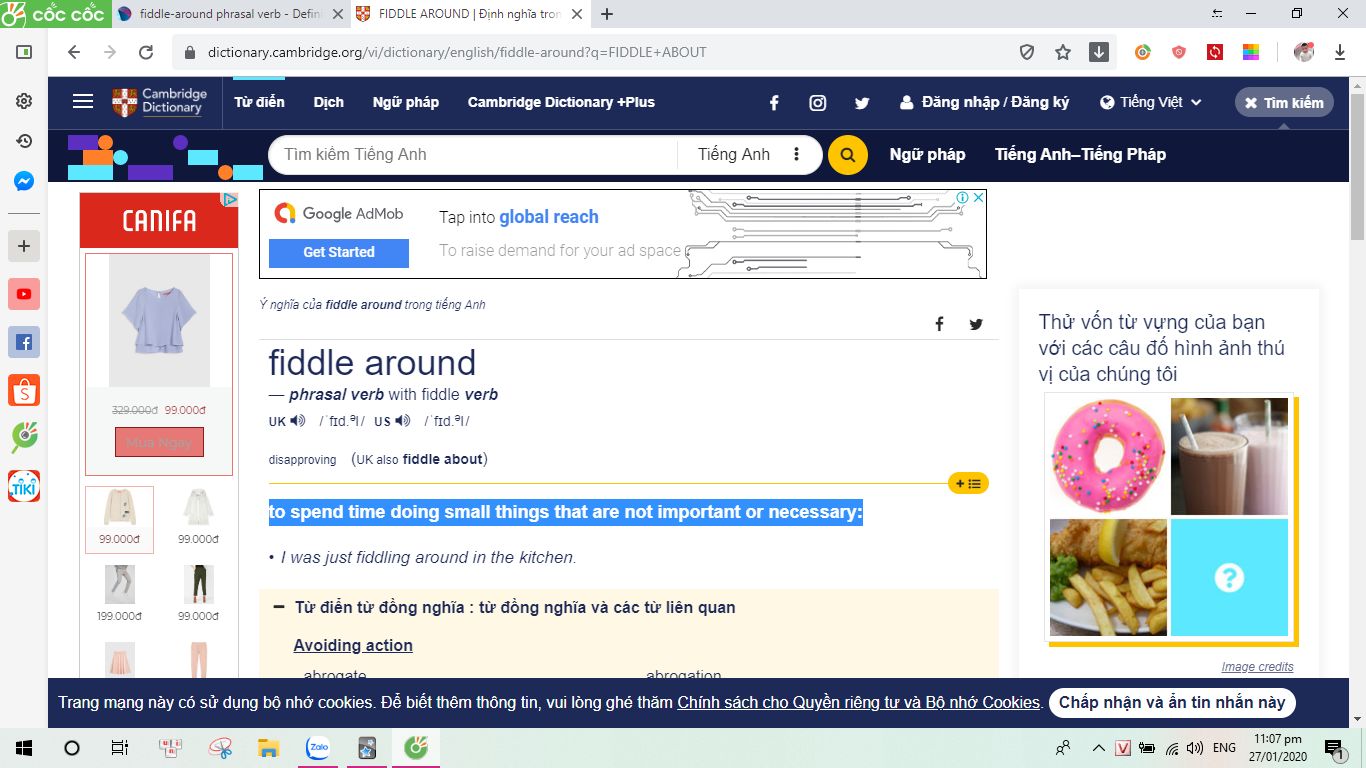 CỐC CỐC
fiddle-around phrasal verb - Defini
FIDDLE AROUND | Định nghĩa tron
dictionary.cambridge.org/vi/dictionary/english/fiddle-around?q=FIDDLE+ABOUT
Cambridge
Dictionary
Từ điển
Dịch
Ngữ pháp
Cambridge Dictionary +Plus
Đăng nhập / Đăng ký
Tiếng Việt
Tìm kiếm
Tìm kiếm Tiếng Anh
Tiếng Anh
Ngữ pháp
Tiếng Anh–Tiếng Pháp
CANIFA
329.000đ 99.000đ
Mua Ngay
99.000đ
99.000đ
199.000đ
99.000đ
Google AdMob
Get Started
Tap into global reach
To raise demand for your ad space
Ý nghĩa của fiddle around trong tiếng Anh
fiddle around
— phrasal verb with fiddle verb
UK /ˈfɪd.əl/ US /ˈfɪd.əl/
disapproving (UK also fiddle about)
to spend time doing small things that are not important or necessary:
• I was just fiddling around in the kitchen.
Từ điển từ đồng nghĩa : từ đồng nghĩa và các từ liên quan
Avoiding action
abrogate
abrogation
Thử vốn từ vựng của bạn
với các câu đố hình ảnh thú
vị của chúng tôi
?
Image credits
Trang mạng này có sử dụng bộ nhớ cookies. Để biết thêm thông tin, vui lòng ghé thăm Chính sách cho Quyền riêng tư và Bộ nhớ Cookies.
Chấp nhận và ẩn tin nhắn này
TIKI
Zalo
V
ENG
11:07 pm
27/01/2020
1